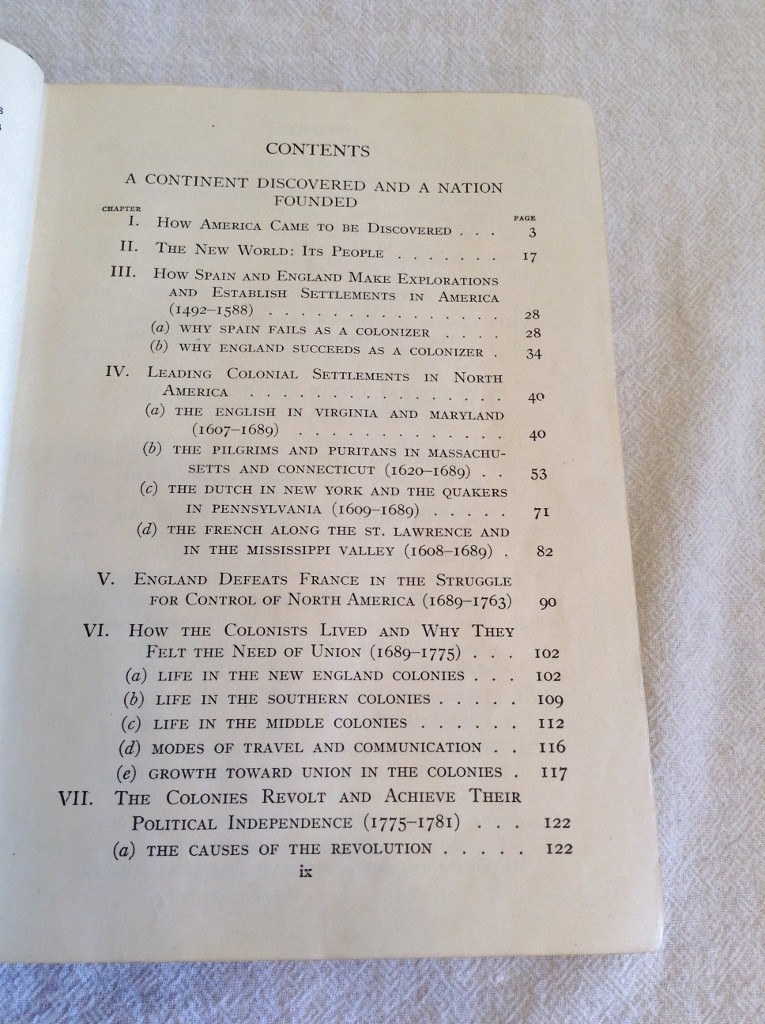 CONTENTS
A CONTINENT DISCOVERED AND A NATION
FOUNDED
CHAPTER PAGE
I. How America Came to be Discovered . . . 3
II. The New World: Its People . . . . . . . 17
III. How Spain and England Make Explorations
and Establish Settlements in America
(1492–1588) . . . . . . . . . . . . . . . 28
(a) why spain fails as a colonizer . . . . 28
(b) why england succeeds as a colonizer . 34
IV. Leading Colonial Settlements in North
America . . . . . . . . . . . . . . . . 40
(a) the english in virginia and maryland
(1607–1689) . . . . . . . . . . . . . 40
(b) the pilgrims and puritans in massachu-
setts and connecticut (1620–1689) . . 53
(c) the dutch in new york and the quakers
in pennsylvania (1609–1689) . . . . . 71
(d) the french along the st. lawrence and
in the mississippi valley (1608–1689) . 82
V. England Defeats France in the Struggle
for Control of North America (1689–1763) 90
VI. How the Colonists Lived and Why They
Felt the Need of Union (1689–1775) . . . 102
(a) life in the new england colonies . . . 102
(b) life in the southern colonies . . . . . 109
(c) life in the middle colonies . . . . . . 112
(d) modes of travel and communication . . 116
(e) growth toward union in the colonies . 117
VII. The Colonies Revolt and Achieve Their
Political Independence (1775–1781) . . . 122
(a) the causes of the revolution . . . . . 122
ix